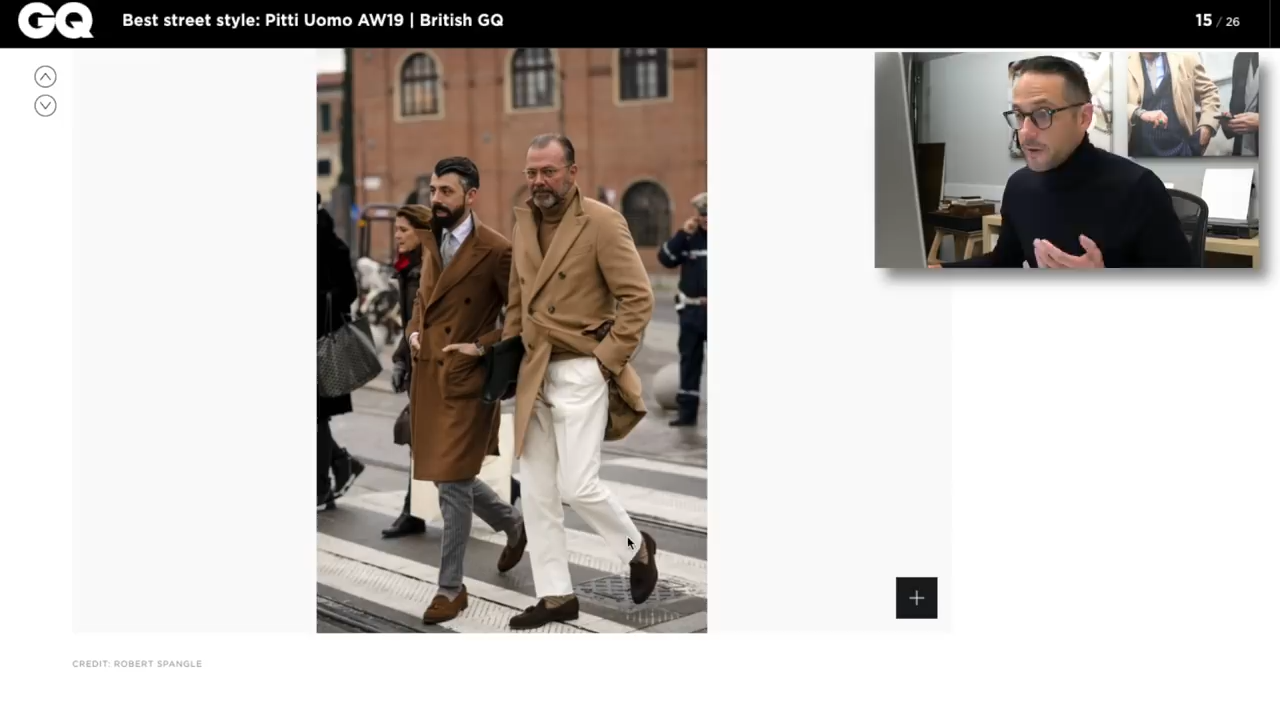 GQ
Best street style: Pitti Uomo AW19 | British GQ
15 / 26
CREDIT: ROBERT SPANGLE